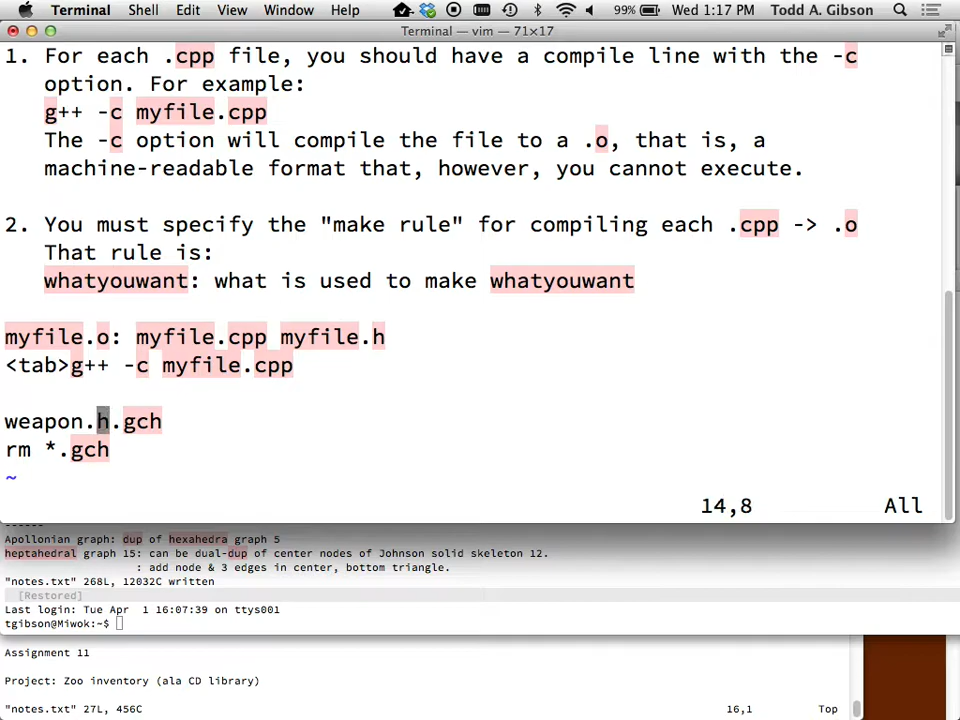 Terminal Shell Edit View Window Help 99% Wed 1:17 PM Todd A. Gibson
Terminal — vim — 71×17
1. For each .cpp file, you should have a compile line with the -c
option. For example:
g++ -c myfile.cpp
The -c option will compile the file to a .o, that is, a
machine-readable format that, however, you cannot execute.
2. You must specify the "make rule" for compiling each .cpp -> .o
That rule is:
whatyouwant: what is used to make whatyouwant
myfile.o: myfile.cpp myfile.h
<tab>g++ -c myfile.cpp
weapon.h.gch
rm *.gch
~
14,8 All
------
Apollonian graph: dup of hexahedra graph 5
heptahedral graph 15: can be dual-dup of center nodes of Johnson solid skeleton 12.
: add node & 3 edges in center, bottom triangle.
"notes.txt" 268L, 12032C written
[Restored]
Last login: Tue Apr 1 16:07:39 on ttys001
tgibson@Miwok:~$
Assignment 11
Project: Zoo inventory (ala CD library)
"notes.txt" 27L, 456C 16,1 Top